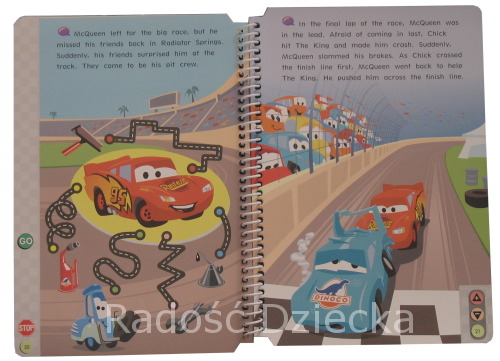 McQueen left for the big race, but he
missed his friends back in Radiator Springs.
Suddenly, his friends surprised him at the
track. They came to be his pit crew.
95
GO
STOP
20
In the final lap of the race, McQueen was
in the lead. Afraid of coming in last, Chick
hit The King and made him crash. Suddenly,
McQueen slammed his brakes. As Chick crossed
the finish line first, McQueen went back to help
The King. He pushed him across the finish line.
DINOCO
21
Radość Dziecka